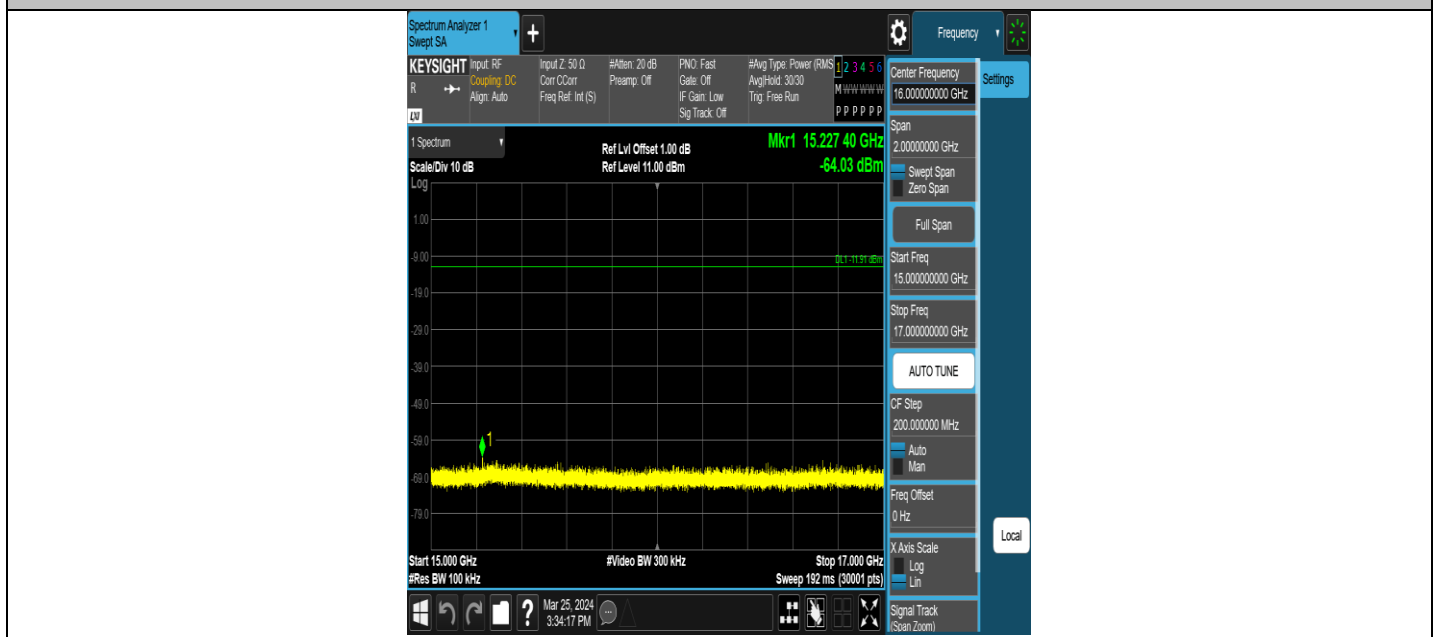 Spectrum Analyzer 1
Swept SA
+
Frequency
KEYSIGHT
R
LXI
Input: RF
Coupling: DC
Align: Auto
Input Z: 50 Ω
Corr CCorr
Freq Ref: Int (S)
#Atten: 20 dB
Preamp: Off
PNO: Fast
Gate: Off
IF Gain: Low
Sig Track: Off
#Avg Type: Power (RMS
Avg|Hold: 30/30
Trig: Free Run
1 2 3 4 5 6
M W W W W W
P P P P P P
Center Frequency
16.000000000 GHz
Settings
Span
2.00000000 GHz
Swept Span
Zero Span
Full Span
Start Freq
15.000000000 GHz
Stop Freq
17.000000000 GHz
AUTO TUNE
CF Step
200.000000 MHz
Auto
Man
Freq Offset
0 Hz
X Axis Scale
Log
Lin
Signal Track
(Span Zoom)
Local
1 Spectrum
Scale/Div 10 dB
Log
Ref Lvl Offset 1.00 dB
Ref Level 11.00 dBm
Mkr1 15.227 40 GHz
-64.03 dBm
1.00
-9.00
DL1 -11.91 dBm
-19.0
-29.0
-39.0
-49.0
-59.0
1
-69.0
-79.0
Start 15.000 GHz
#Res BW 100 kHz
#Video BW 300 kHz
Stop 17.000 GHz
Sweep 192 ms (30001 pts)
?
Mar 25, 2024
3:34:17 PM